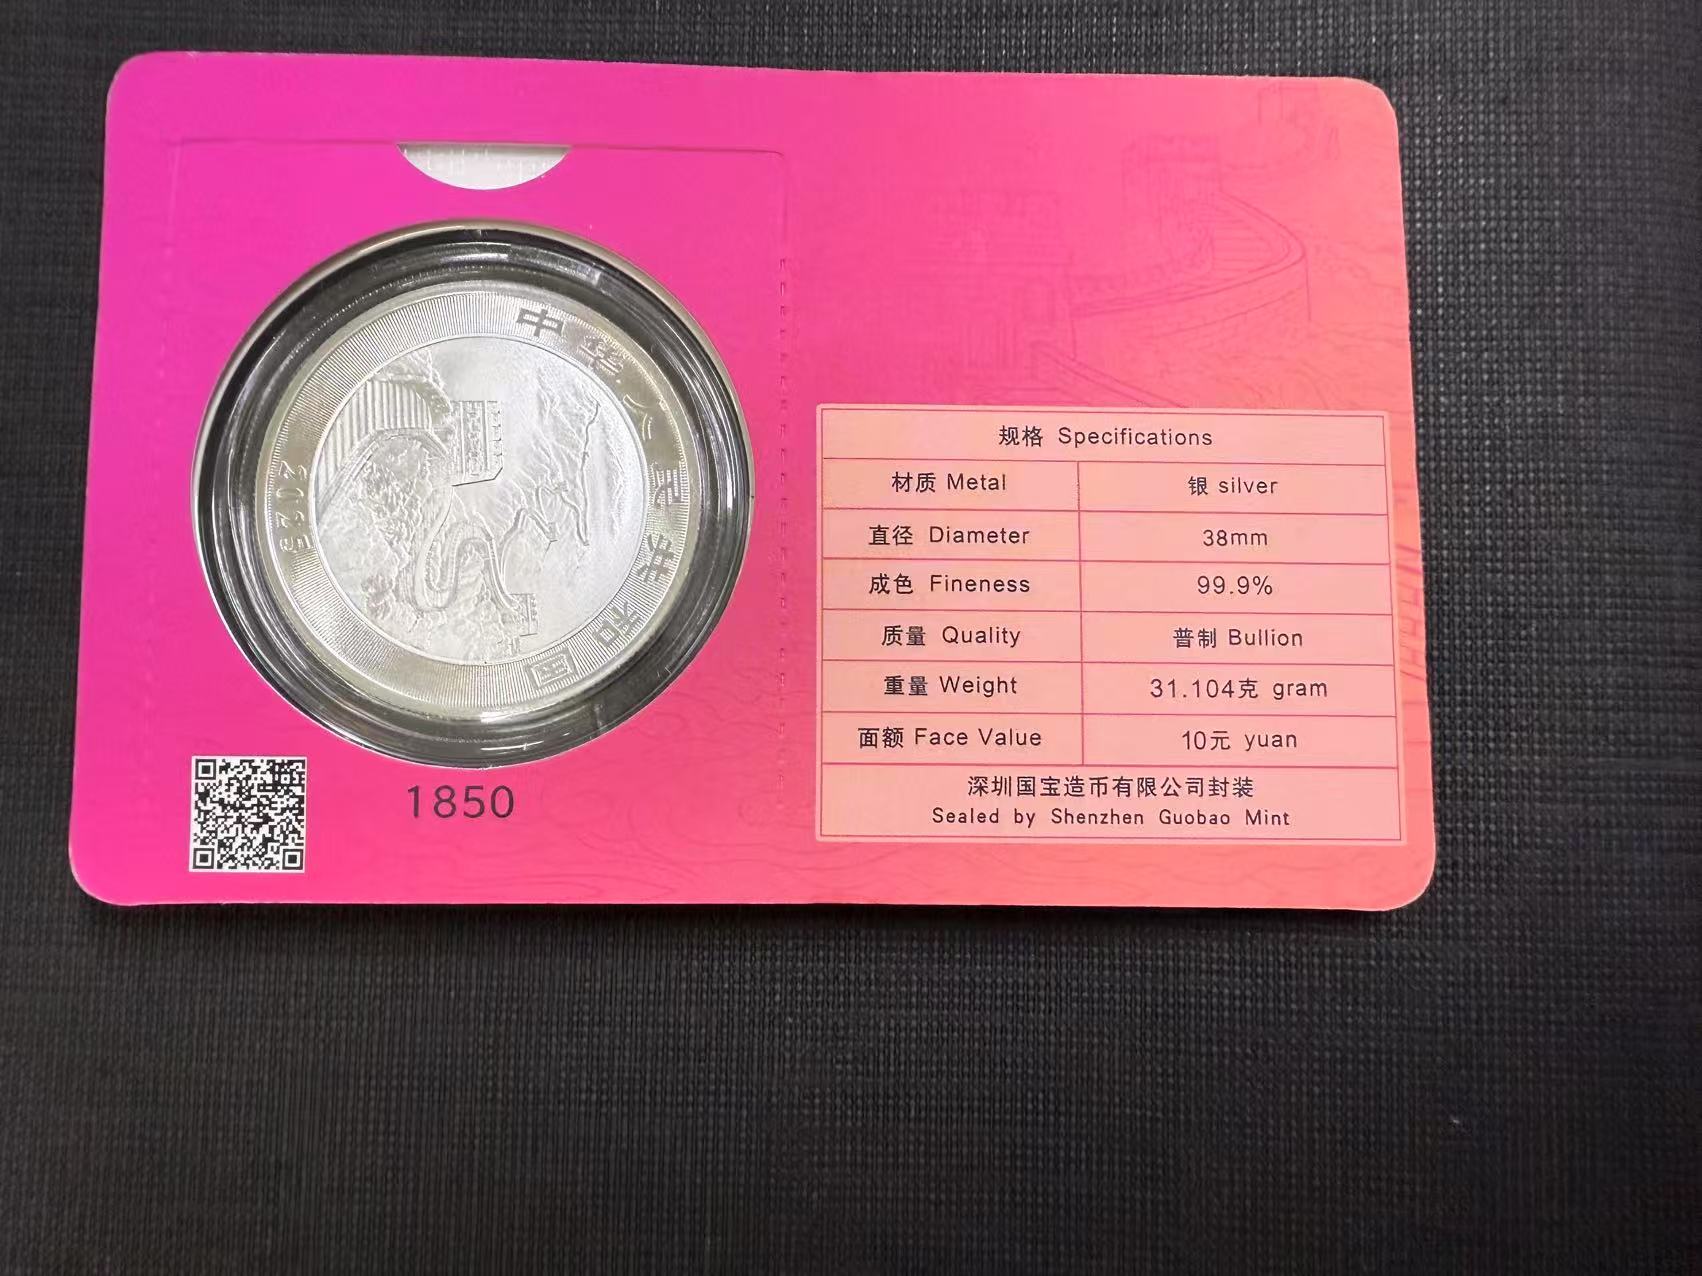 中华人民共和国
2025
1850
规格 Specifications
材质 Metal 银 silver
直径 Diameter 38mm
成色 Fineness 99.9%
质量 Quality 普制 Bullion
重量 Weight 31.104克 gram
面额 Face Value 10元 yuan
深圳国宝造币有限公司封装
Sealed by Shenzhen Guobao Mint